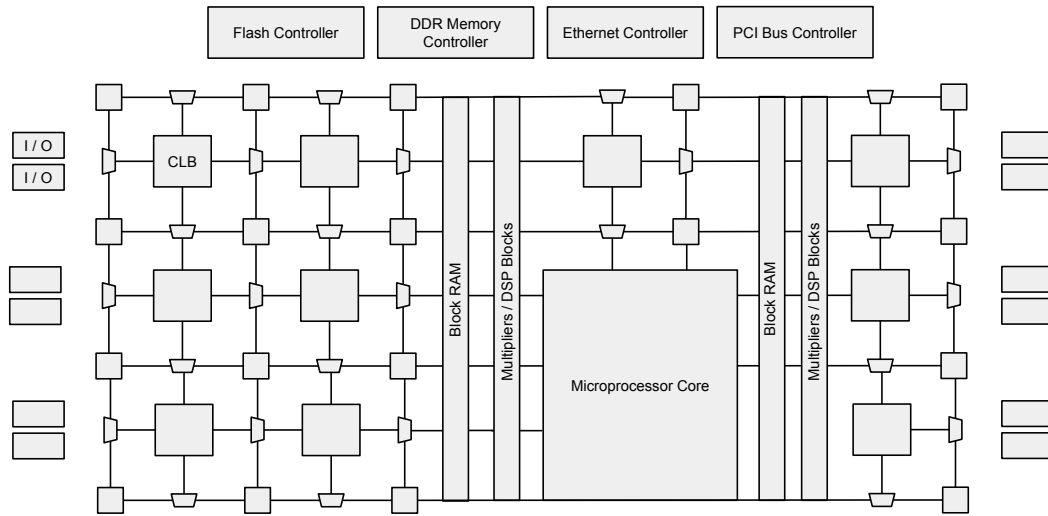 Flash Controller
DDR Memory
Controller
Ethernet Controller
PCI Bus Controller
I / O
I / O
CLB
Block RAM
Multipliers / DSP Blocks
Microprocessor Core
Block RAM
Multipliers / DSP Blocks